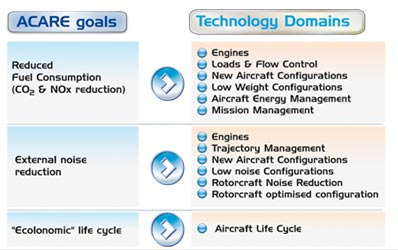 ACARE goals
Technology Domains
Reduced
Fuel Consumption
(CO2 & NOx reduction)
Engines
Loads & Flow Control
New Aircraft Configurations
Low Weight Configurations
Aircraft Energy Management
Mission Management
External noise
reduction
Engines
Trajectory Management
New Aircraft Configurations
Low noise Configurations
Rotorcraft Noise Reduction
Rotorcraft optimised configuration
"Ecolonomic" life cycle
Aircraft Life Cycle